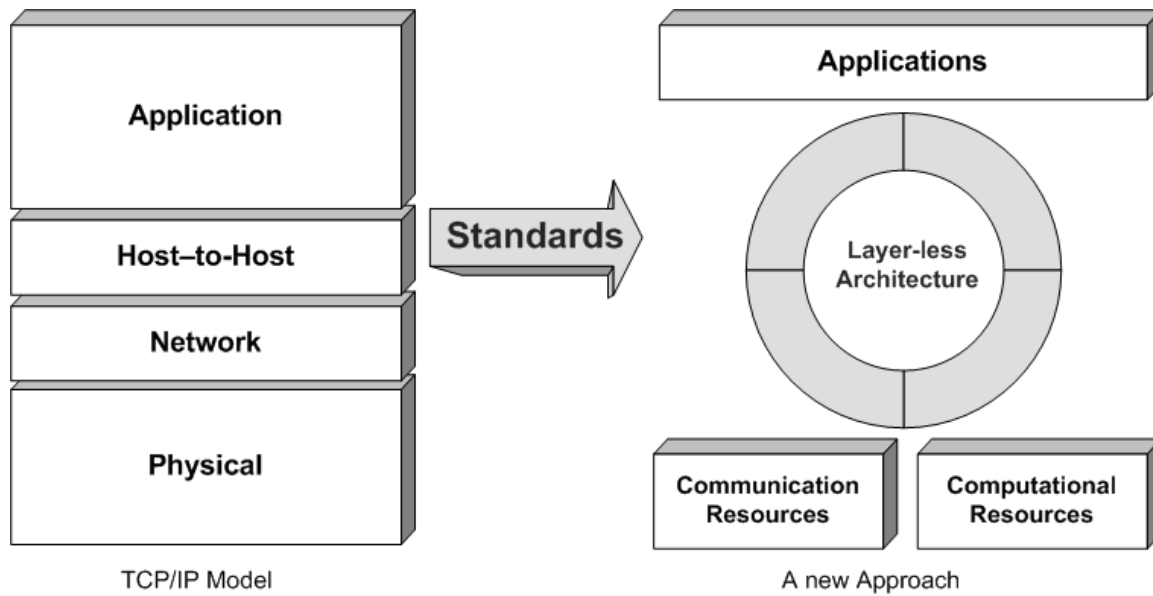 Application
Host–to-Host
Network
Physical
TCP/IP Model
Standards
Applications
Layer-less
Architecture
Communication
Resources
Computational
Resources
A new Approach